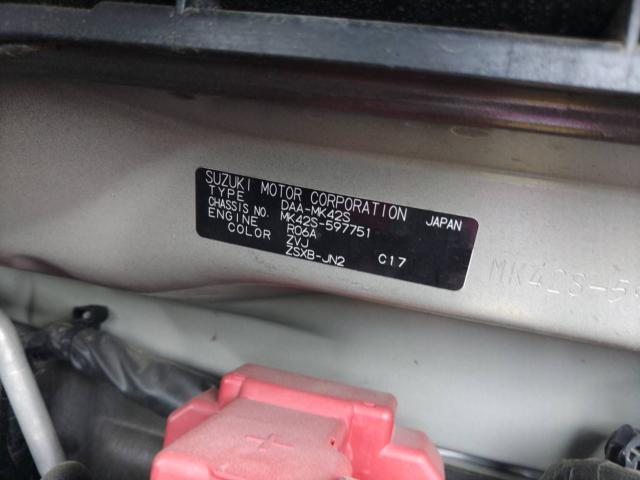 SUZUKI MOTOR CORPORATION JAPAN
TYPE DAA-MK42S
CHASSIS NO. MK42S-597751
ENGINE R06A
COLOR ZVJ
ZSXB-JN2 C17
MK42S-59
+